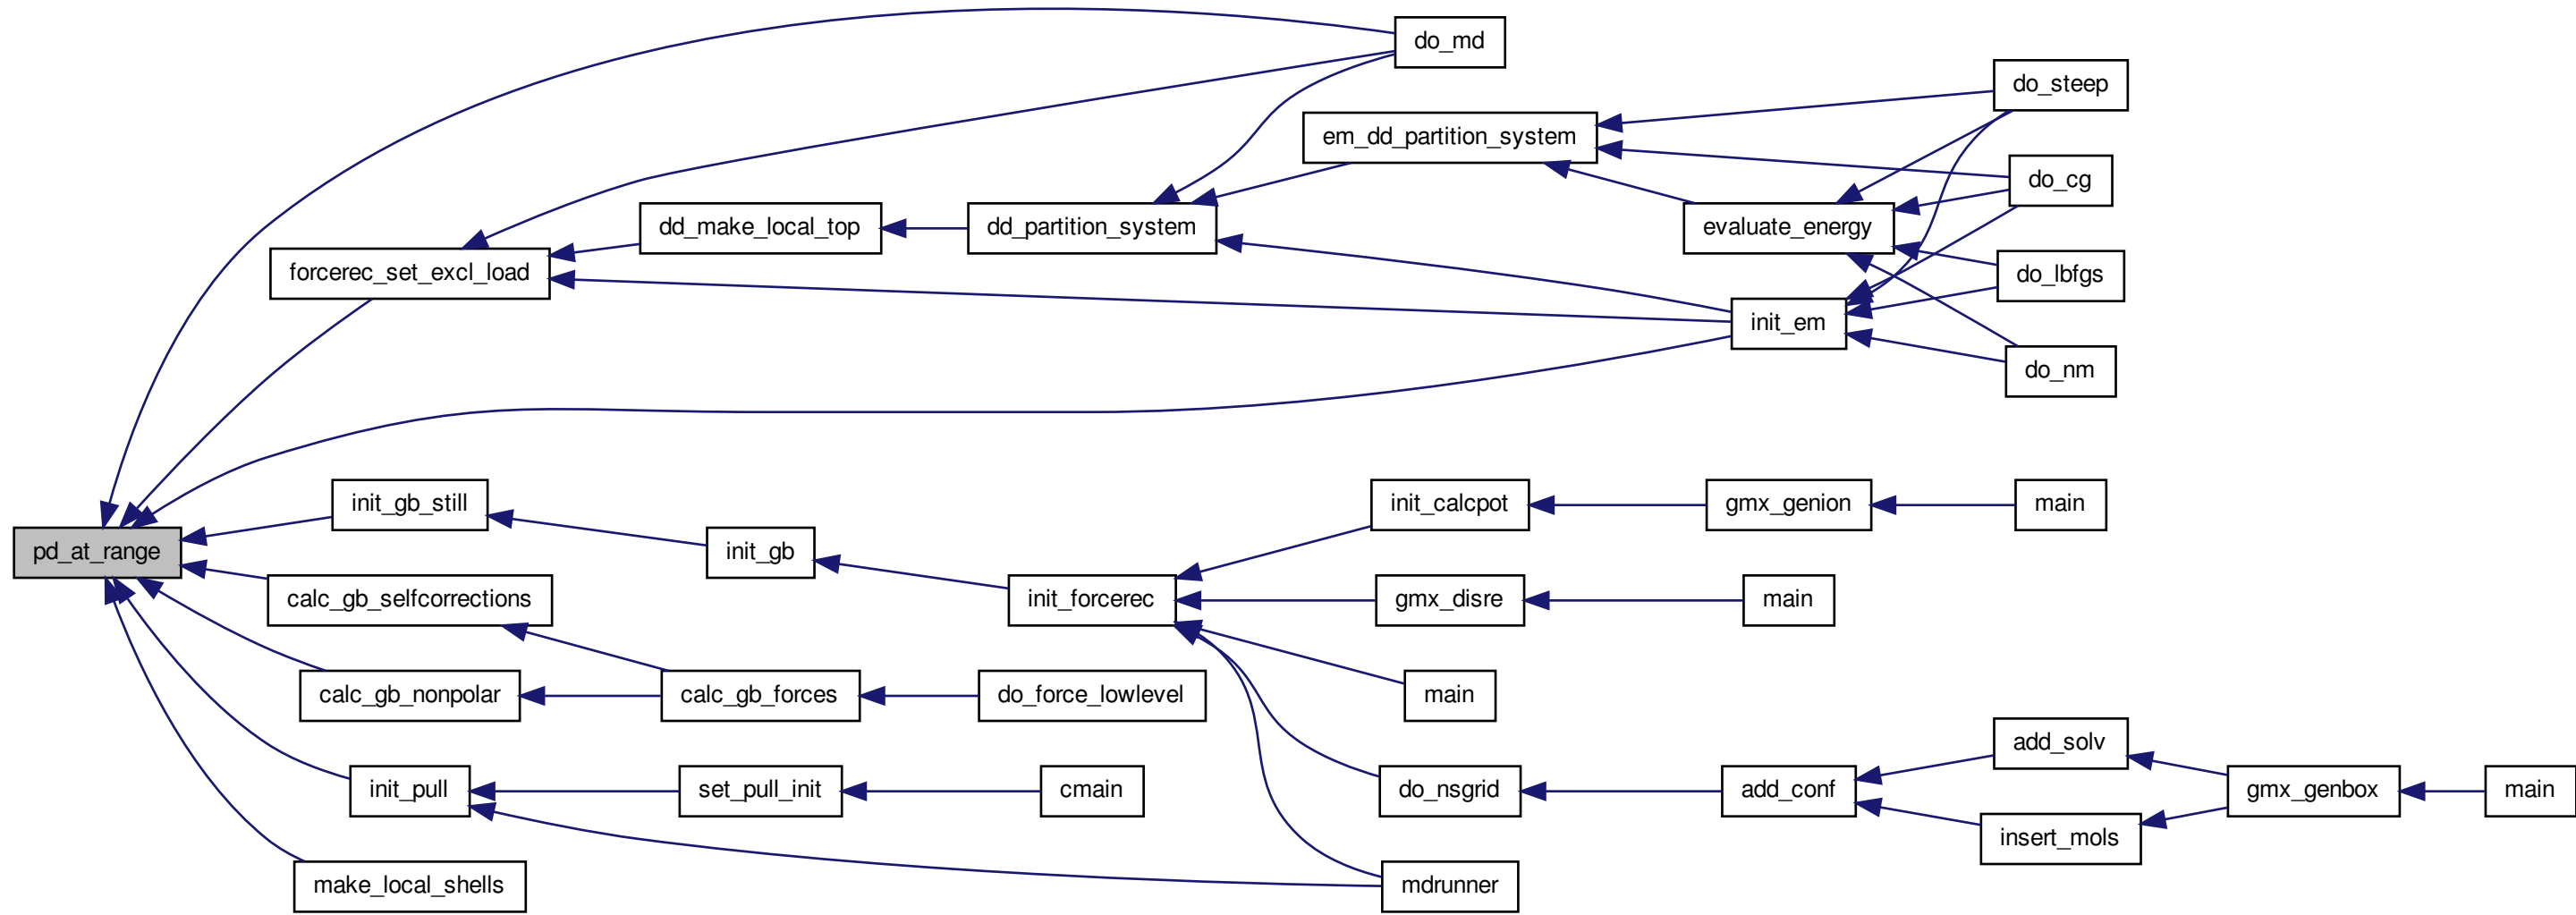 do_md
do_steep
em_dd_partition_system
do_cg
dd_make_local_top
dd_partition_system
evaluate_energy
forcerec_set_excl_load
do_lbfgs
init_em
do_nm
init_gb_still
init_calcpot
gmx_genion
main
pd_at_range
init_gb
calc_gb_selfcorrections
init_forcerec
gmx_disre
main
calc_gb_nonpolar
calc_gb_forces
do_force_lowlevel
main
add_solv
init_pull
set_pull_init
cmain
do_nsgrid
add_conf
gmx_genbox
main
insert_mols
make_local_shells
mdrunner